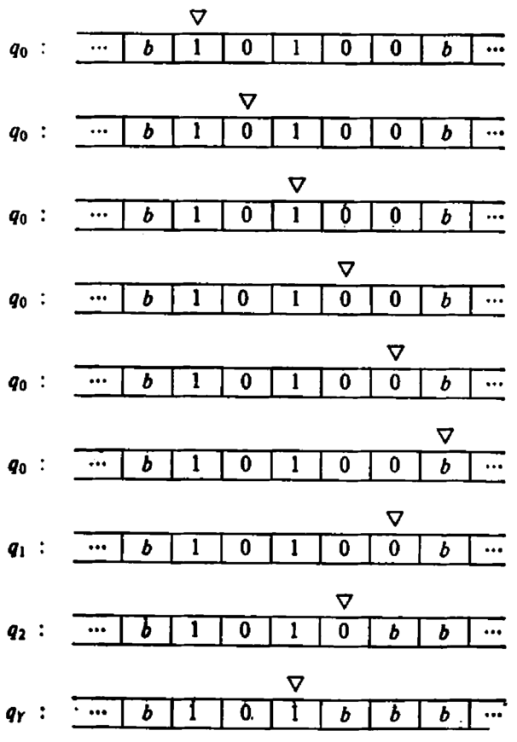 q₀ : ··· b 1 0 1 0 0 b ···
q₀ : ··· b 1 0 1 0 0 b ···
q₀ : ··· b 1 0 1 0 0 b ···
q₀ : ··· b 1 0 1 0 0 b ···
q₀ : ··· b 1 0 1 0 0 b ···
q₀ : ··· b 1 0 1 0 0 b ···
q₁ : ··· b 1 0 1 0 0 b ···
q₂ : ··· b 1 0 1 0 b b ···
q_Y : ··· b 1 0 1 b b b ···